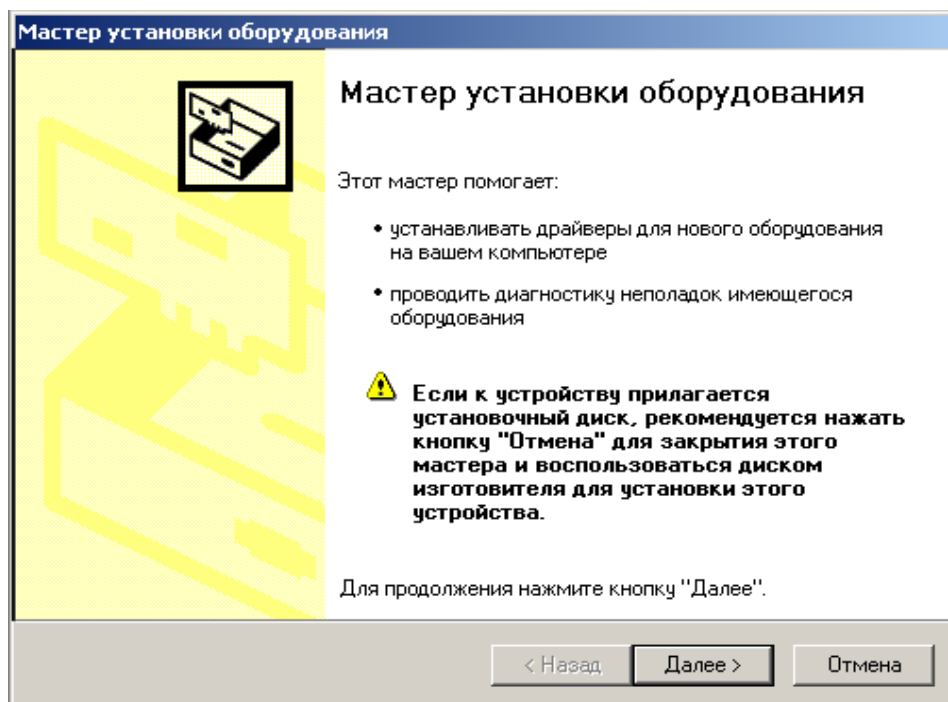 Мастер установки оборудования
Мастер установки оборудования
Этот мастер помогает:
• устанавливать драйверы для нового оборудования
на вашем компьютере
• проводить диагностику неполадок имеющегося
оборудования
Если к устройству прилагается
установочный диск, рекомендуется нажать
кнопку "Отмена" для закрытия этого
мастера и воспользоваться диском
изготовителя для установки этого
устройства.
Для продолжения нажмите кнопку "Далее".
< Назад
Далее >
Отмена